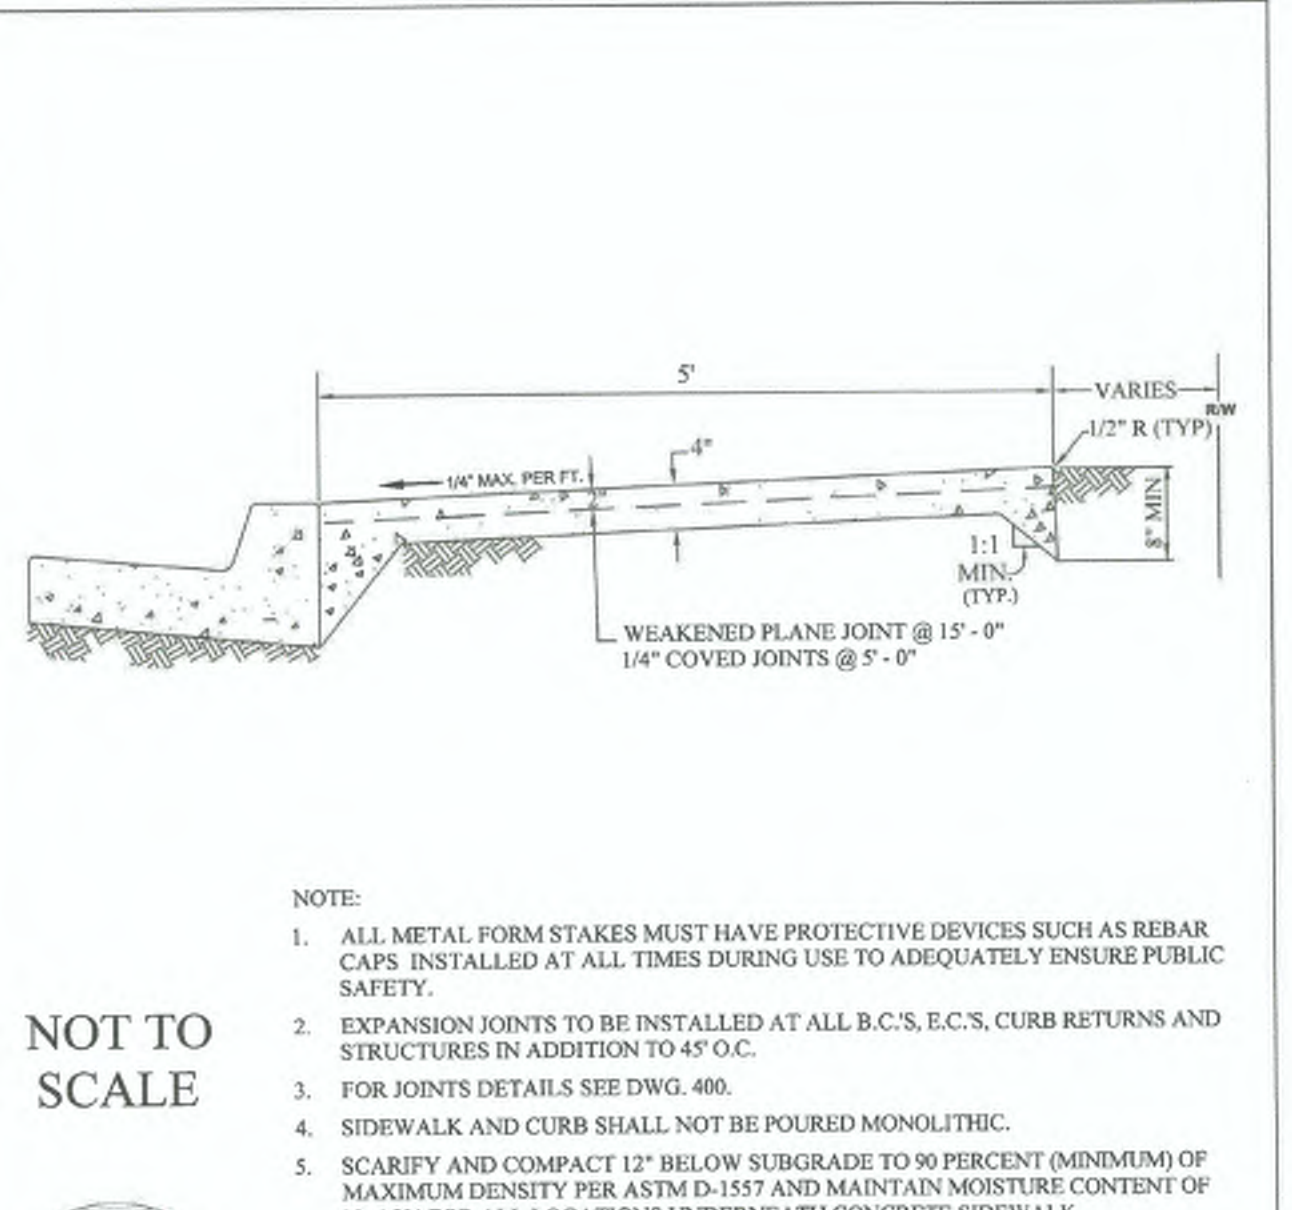 5'
VARIES
R/W
1/2" R (TYP)
4"
1/4" MAX. PER FT.
2"
8" MIN
1:1
MIN.
(TYP.)
WEAKENED PLANE JOINT @ 15' - 0"
1/4" COVED JOINTS @ 5' - 0"
NOTE:
1. ALL METAL FORM STAKES MUST HAVE PROTECTIVE DEVICES SUCH AS REBAR
CAPS INSTALLED AT ALL TIMES DURING USE TO ADEQUATELY ENSURE PUBLIC
SAFETY.
2. EXPANSION JOINTS TO BE INSTALLED AT ALL B.C.'S, E.C.'S, CURB RETURNS AND
STRUCTURES IN ADDITION TO 45' O.C.
3. FOR JOINTS DETAILS SEE DWG. 400.
4. SIDEWALK AND CURB SHALL NOT BE POURED MONOLITHIC.
5. SCARIFY AND COMPACT 12" BELOW SUBGRADE TO 90 PERCENT (MINIMUM) OF
MAXIMUM DENSITY PER ASTM D-1557 AND MAINTAIN MOISTURE CONTENT OF
UNDERNEATH CONCRETE SIDEWALK
NOT TO
SCALE